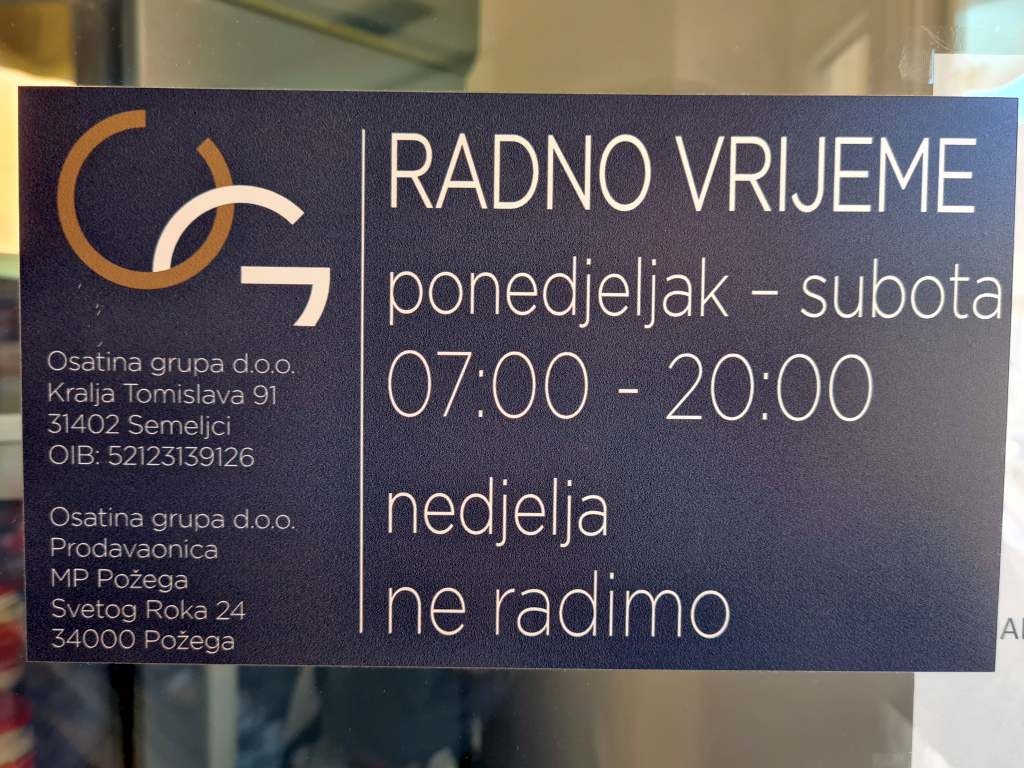 OG
Osatina grupa d.o.o.
Kralja Tomislava 91
31402 Semeljci
OIB: 52123139126
Osatina grupa d.o.o.
Prodavaonica
MP Požega
Svetog Roka 24
34000 Požega
RADNO VRIJEME
ponedjeljak – subota
07:00 - 20:00
nedjelja
ne radimo